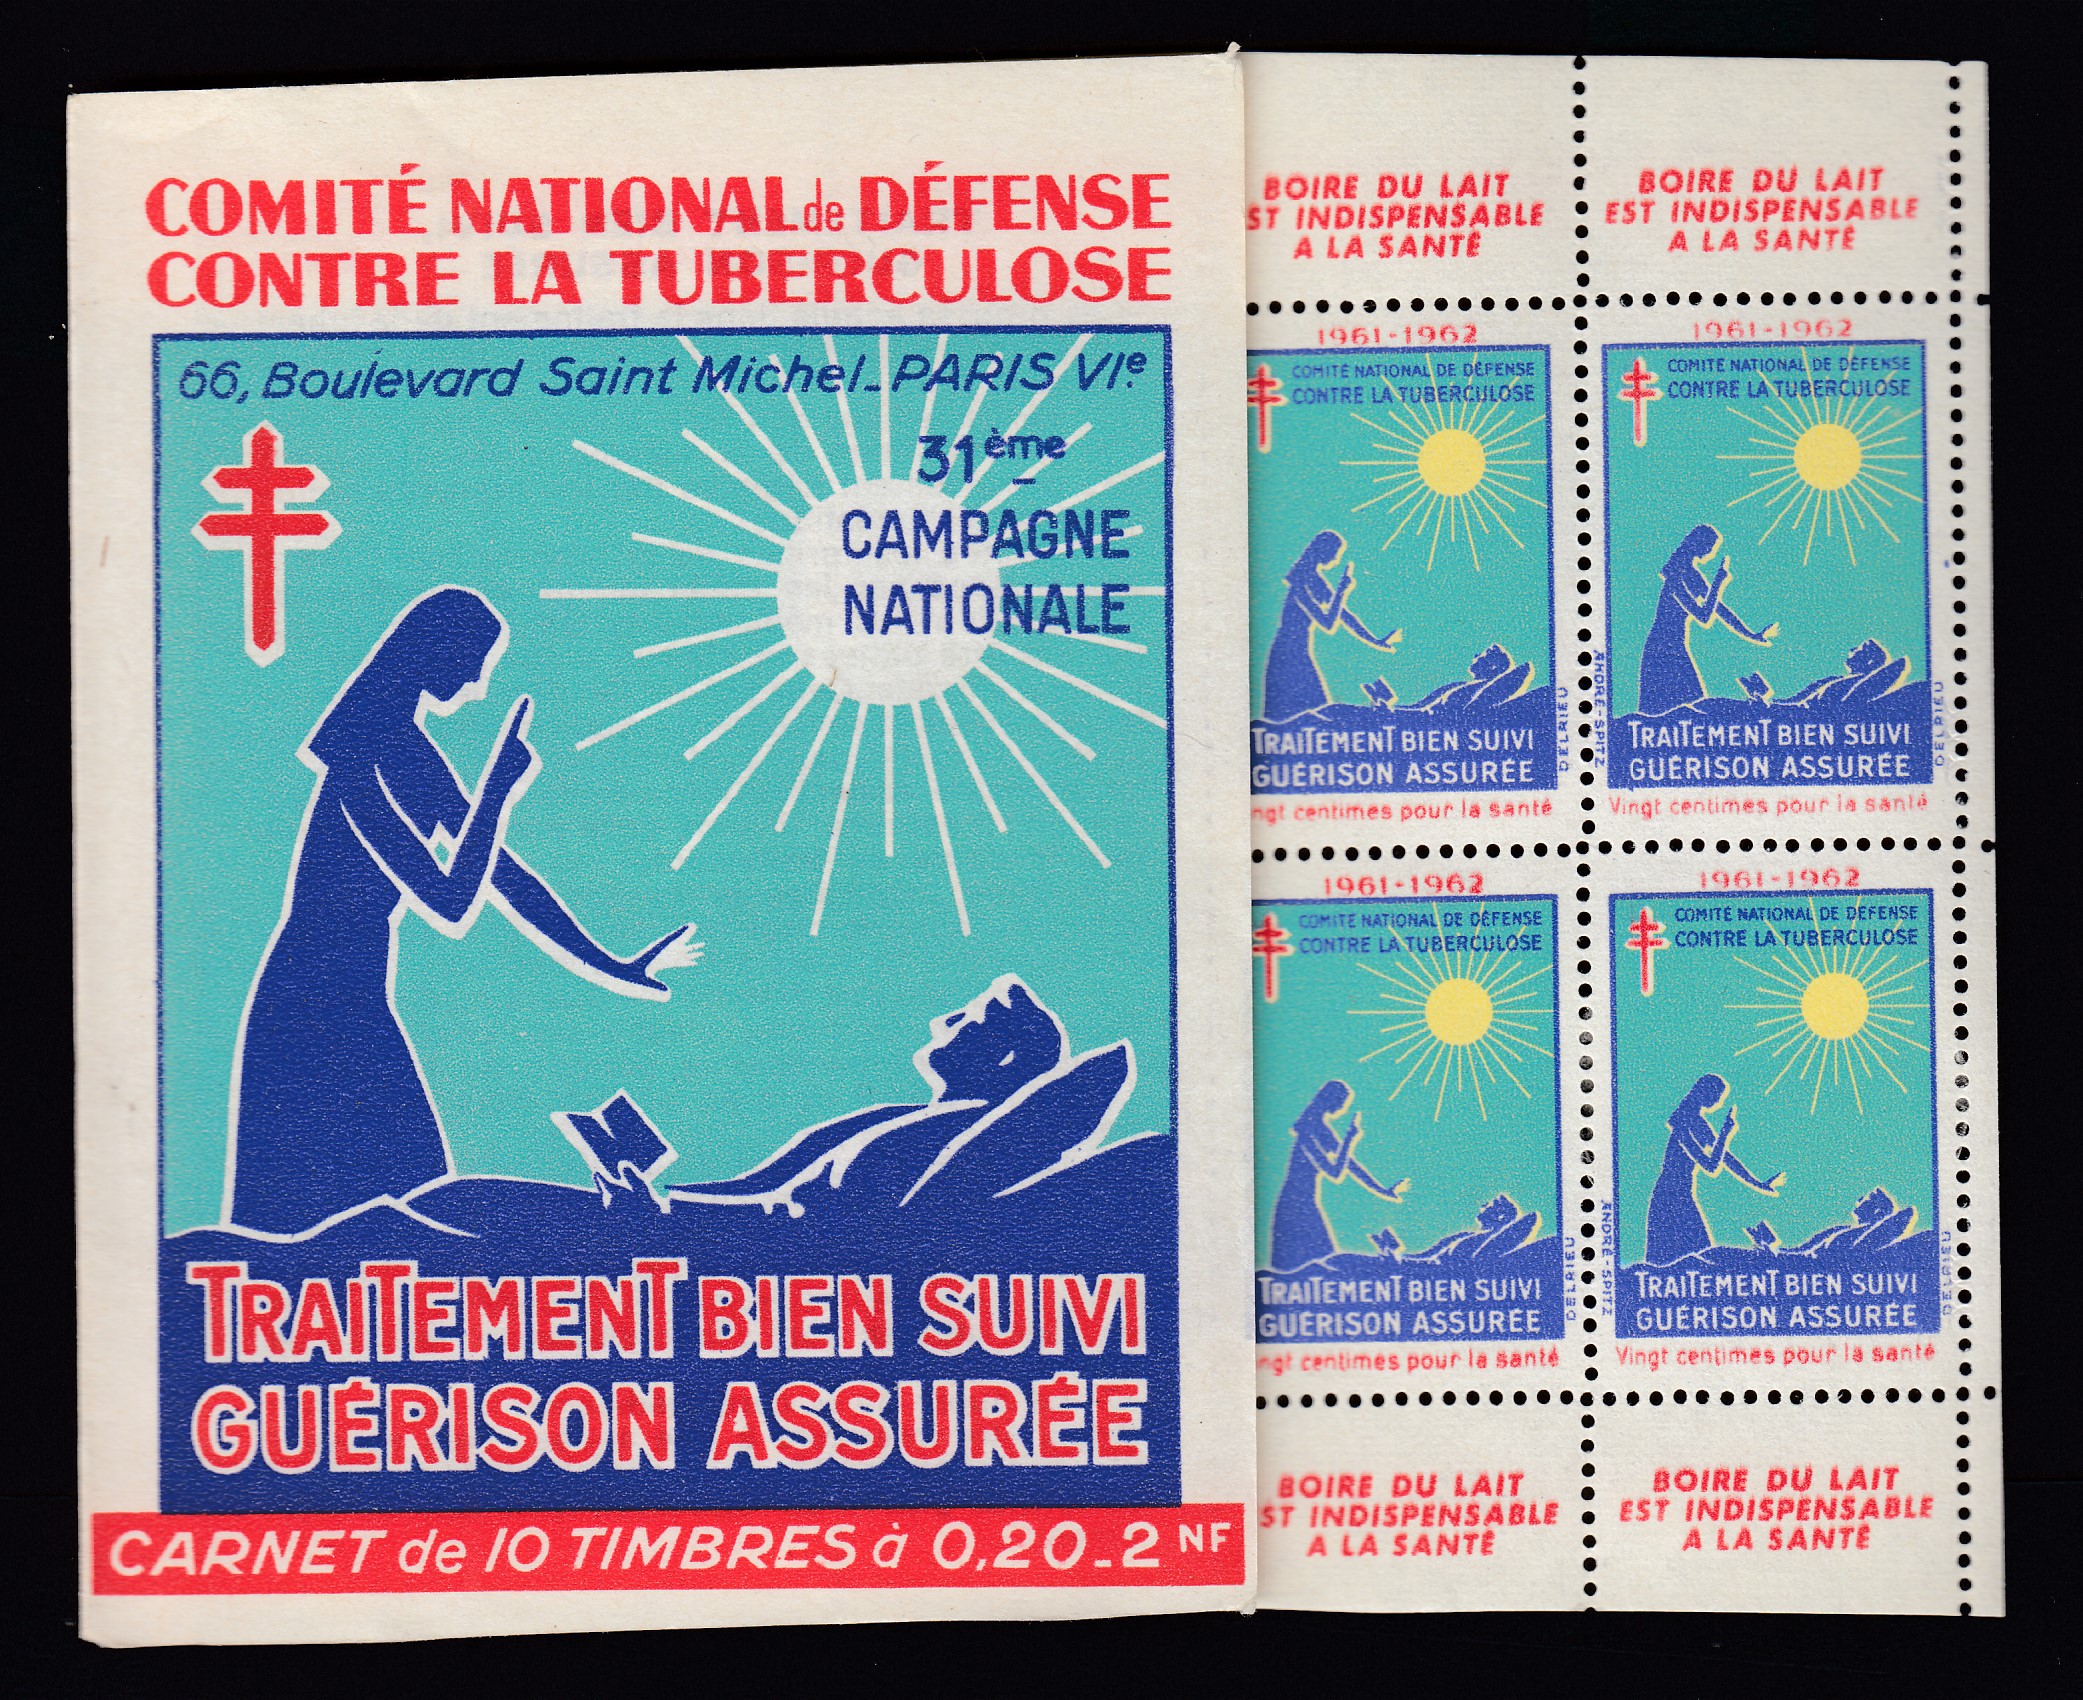 COMITÉ NATIONAL de DÉFENSE
CONTRE LA TUBERCULOSE
66, Boulevard Saint Michel_PARIS VIe.
31ème
CAMPAGNE
NATIONALE
TRAITEMENT BIEN SUIVI
GUÉRISON ASSURÉE
CARNET de 10 TIMBRES à 0,20_2 NF
BOIRE DU LAIT
ST INDISPENSABLE
A LA SANTÉ
BOIRE DU LAIT
EST INDISPENSABLE
A LA SANTÉ
1961-1962
COMITÉ NATIONAL DE DÉFENSE
CONTRE LA TUBERCULOSE
TRAITEMENT BIEN SUIVI
GUÉRISON ASSURÉE
DELRIEU
ngt centimes pour la santé
1961-1962
COMITÉ NATIONAL DE DÉFENSE
CONTRE LA TUBERCULOSE
ANDRÉ-SPITZ
TRAITEMENT BIEN SUIVI
GUÉRISON ASSURÉE
DELRIEU
Vingt centimes pour la santé
1961-1962
COMITÉ NATIONAL DE DÉFENSE
CONTRE LA TUBERCULOSE
TRAITEMENT BIEN SUIVI
GUÉRISON ASSURÉE
DELRIEU
ngt centimes pour la santé
1961-1962
COMITÉ NATIONAL DE DÉFENSE
CONTRE LA TUBERCULOSE
ANDRÉ-SPITZ
TRAITEMENT BIEN SUIVI
GUÉRISON ASSURÉE
DELRIEU
Vingt centimes pour la santé
BOIRE DU LAIT
ST INDISPENSABLE
A LA SANTÉ
BOIRE DU LAIT
EST INDISPENSABLE
A LA SANTÉ